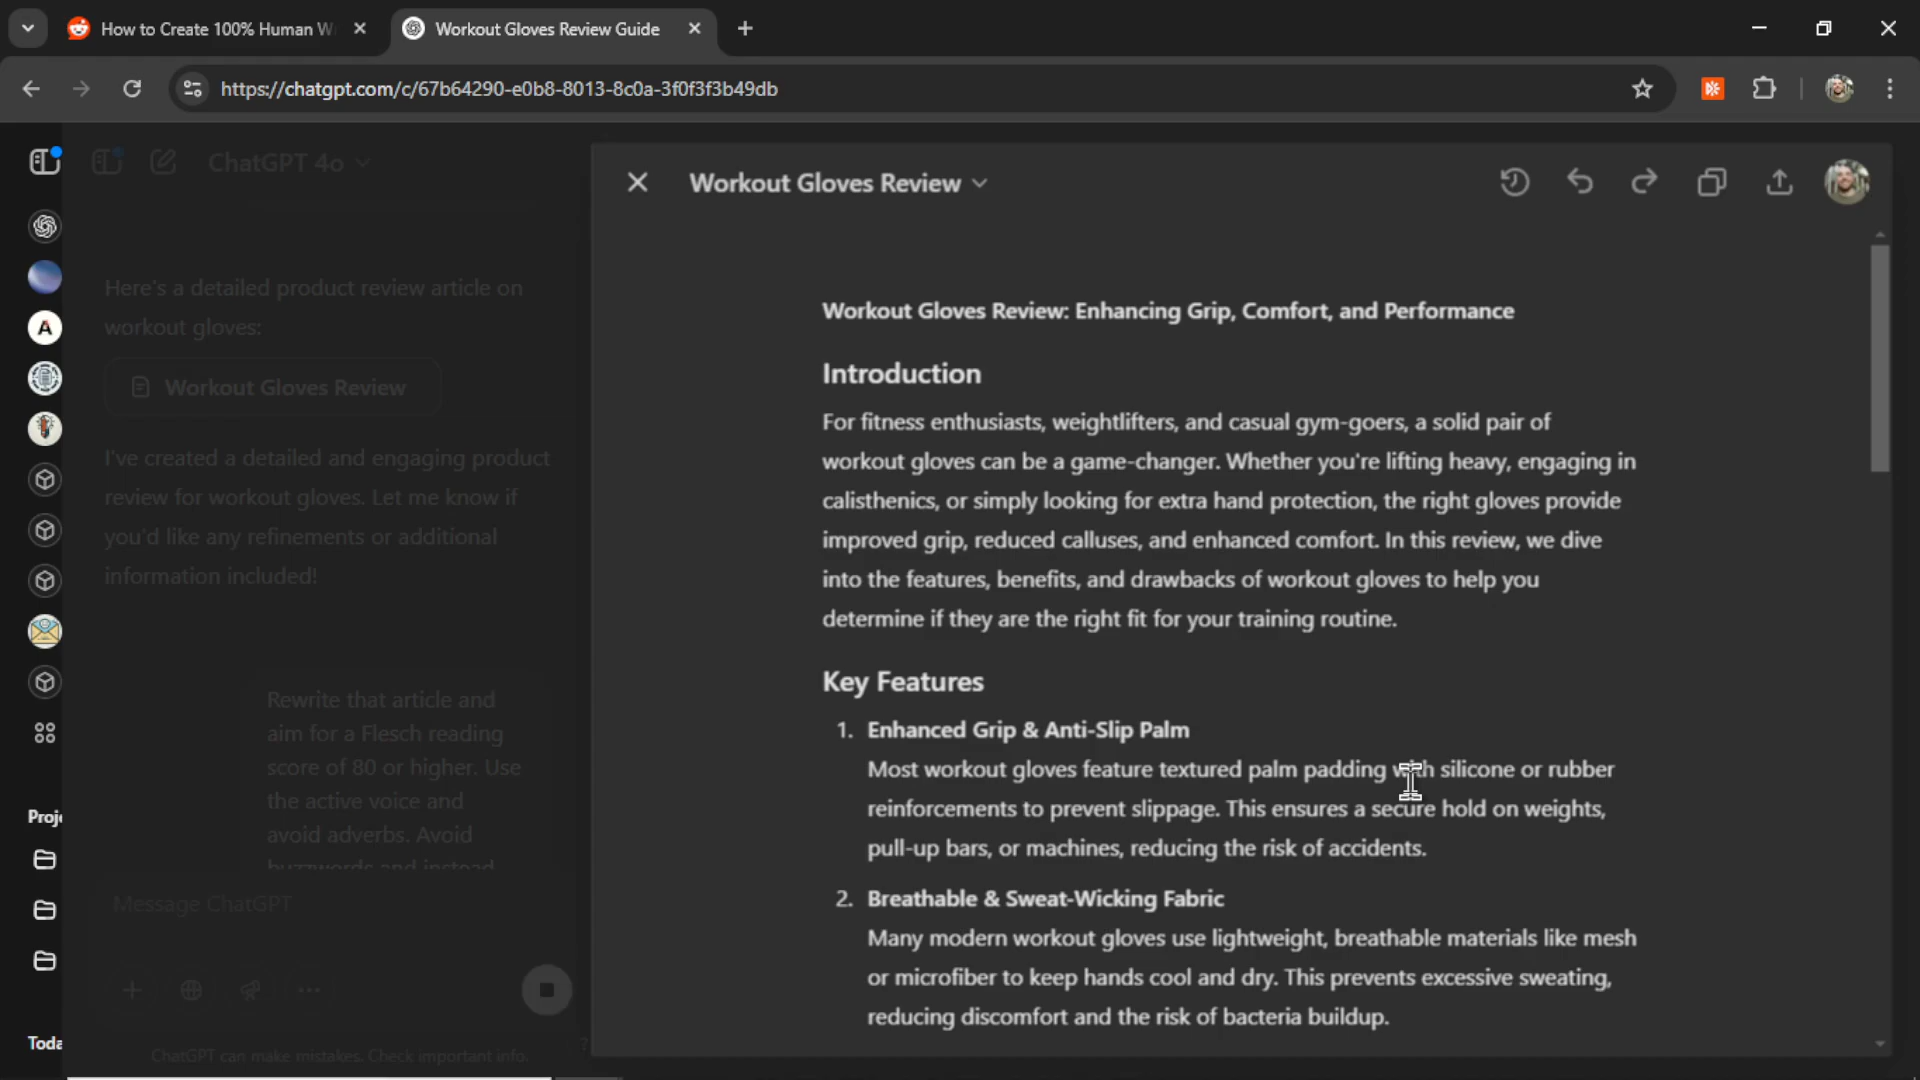 How to Create 100% Human W
Workout Gloves Review Guide
https://chatgpt.com/c/67b64290-e0b8-8013-8c0a-3f0f3f3b49db
ChatGPT 4o
Here's a detailed product review article on
workout gloves:
Workout Gloves Review
I've created a detailed and engaging product
review for workout gloves. Let me know if
you'd like any refinements or additional
information included!
Rewrite that article and
aim for a Flesch reading
score of 80 or higher. Use
the active voice and
avoid adverbs. Avoid
buzzwords and instead
Message ChatGPT
ChatGPT can make mistakes. Check important info.
?
A
Proje
Toda
Workout Gloves Review
Workout Gloves Review: Enhancing Grip, Comfort, and Performance
Introduction
For fitness enthusiasts, weightlifters, and casual gym-goers, a solid pair of
workout gloves can be a game-changer. Whether you're lifting heavy, engaging in
calisthenics, or simply looking for extra hand protection, the right gloves provide
improved grip, reduced calluses, and enhanced comfort. In this review, we dive
into the features, benefits, and drawbacks of workout gloves to help you
determine if they are the right fit for your training routine.
Key Features
1. Enhanced Grip & Anti-Slip Palm
Most workout gloves feature textured palm padding with silicone or rubber
reinforcements to prevent slippage. This ensures a secure hold on weights,
pull-up bars, or machines, reducing the risk of accidents.
2. Breathable & Sweat-Wicking Fabric
Many modern workout gloves use lightweight, breathable materials like mesh
or microfiber to keep hands cool and dry. This prevents excessive sweating,
reducing discomfort and the risk of bacteria buildup.